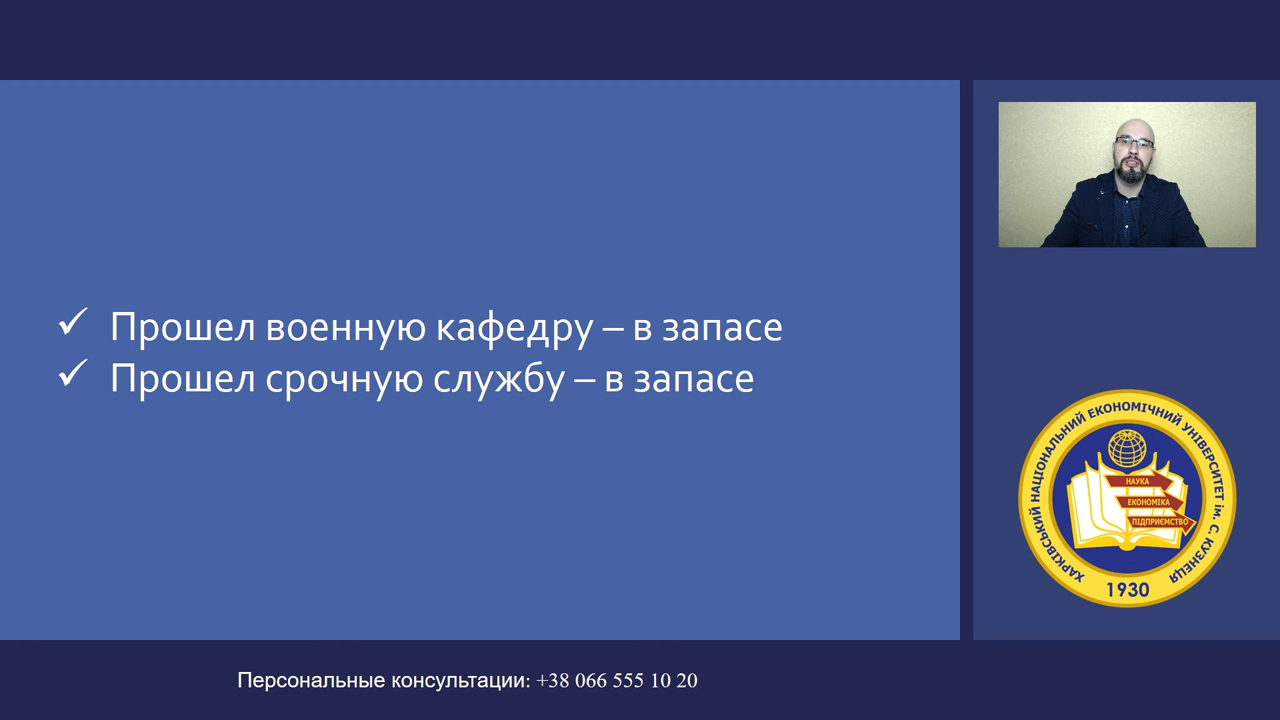 ✓ Прошел военную кафедру – в запасе
✓ Прошел срочную службу – в запасе
ХАРКІВСЬКИЙ НАЦІОНАЛЬНИЙ ЕКОНОМІЧНИЙ УНІВЕРСИТЕТ ім. С. КУЗНЕЦЯ
НАУКА
ЕКОНОМІКА
ПІДПРИЄМСТВО
1930
Персональные консультации: +38 066 555 10 20